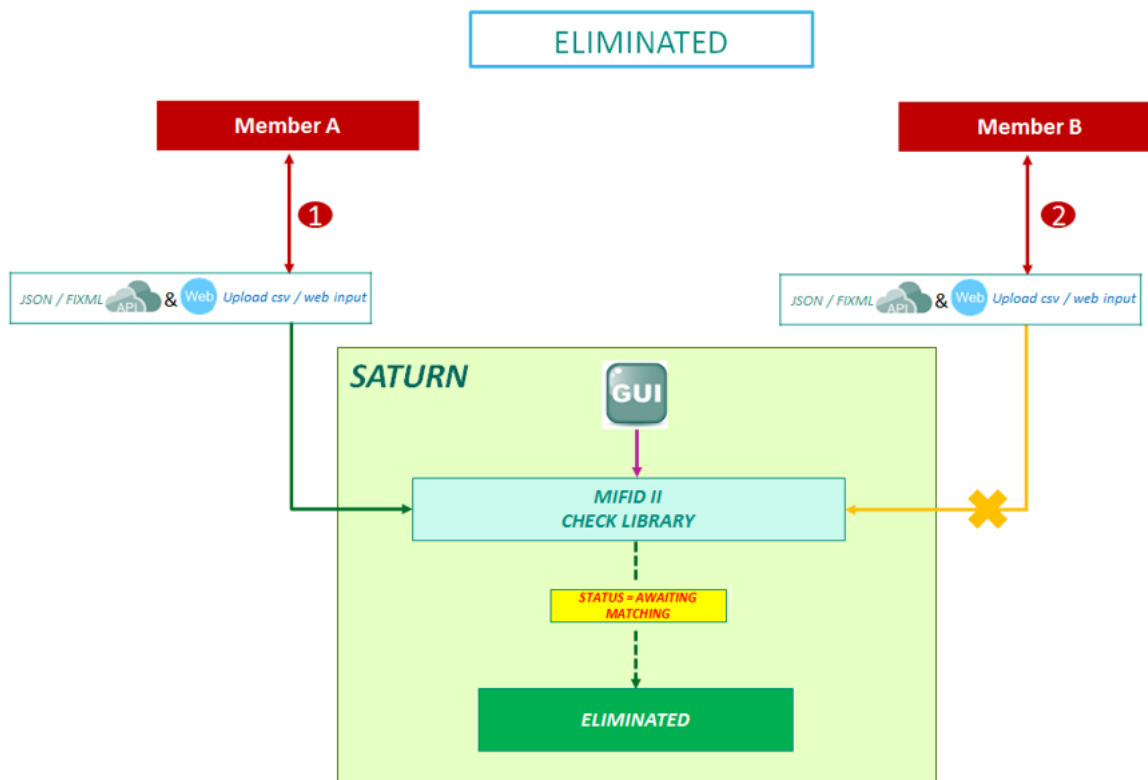 ELIMINATED
Member A
Member B
1
2
JSON / FIXML API & Web Upload csv / web input
JSON / FIXML API & Web Upload csv / web input
SATURN
GUI
MIFID II
CHECK LIBRARY
STATUS = AWAITING
MATCHING
ELIMINATED